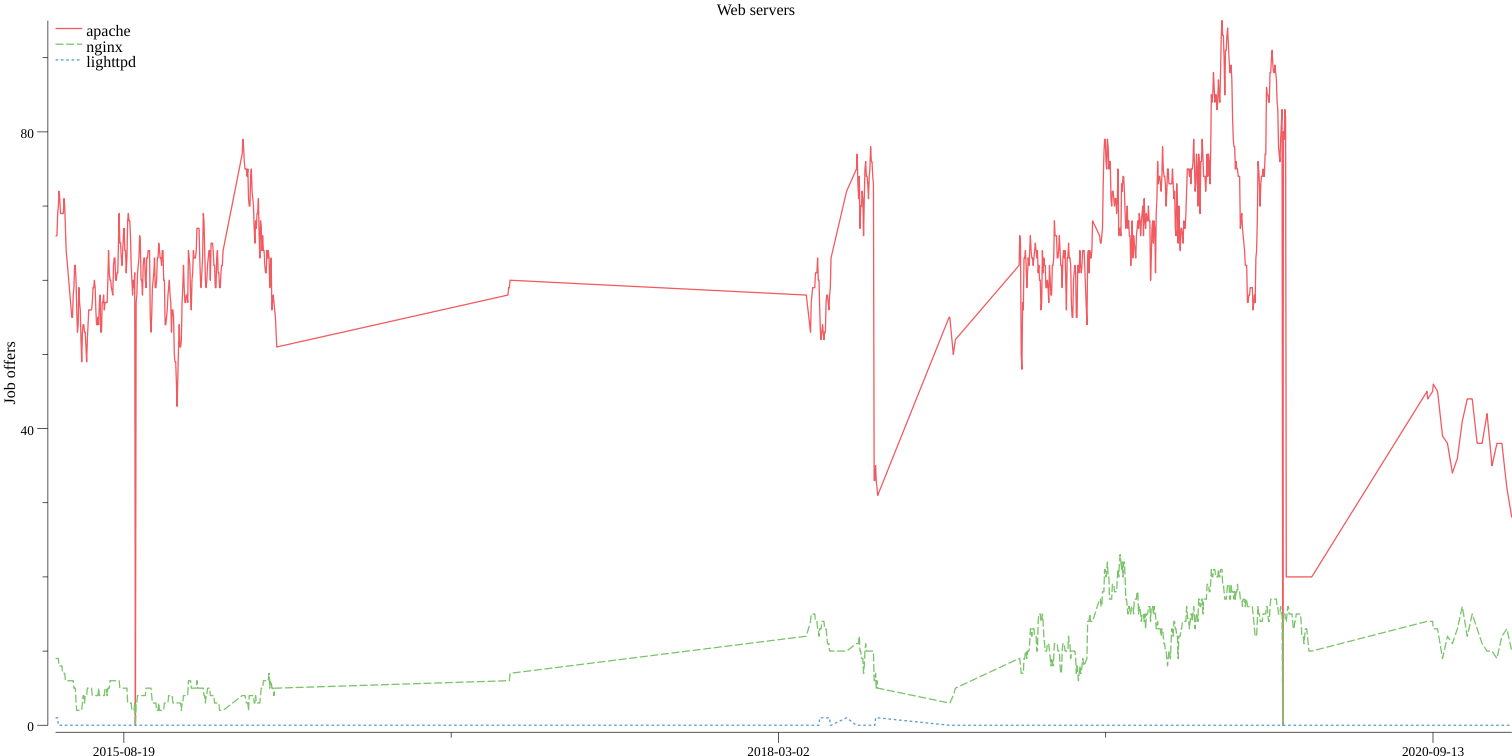 Web servers
apache
nginx
lighttpd
80
40
0
Job offers
2015-08-19
2018-03-02
2020-09-13